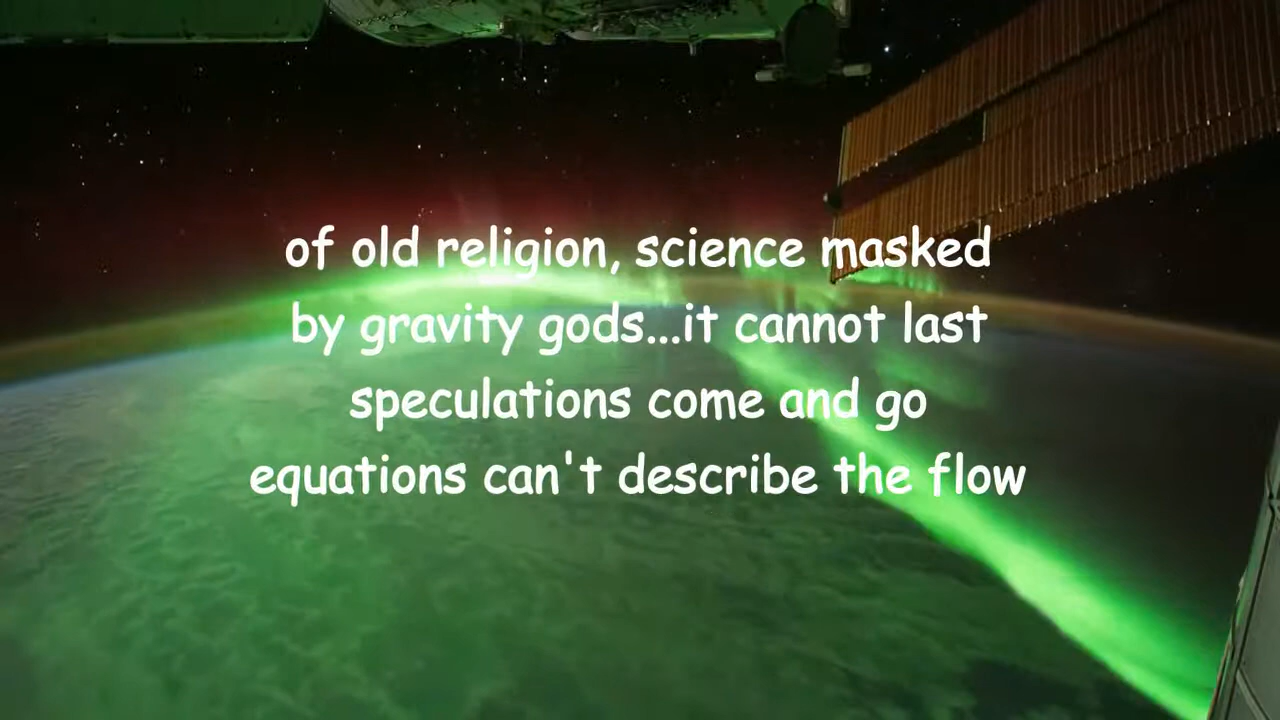 of old religion, science masked
by gravity gods...it cannot last
speculations come and go
equations can't describe the flow